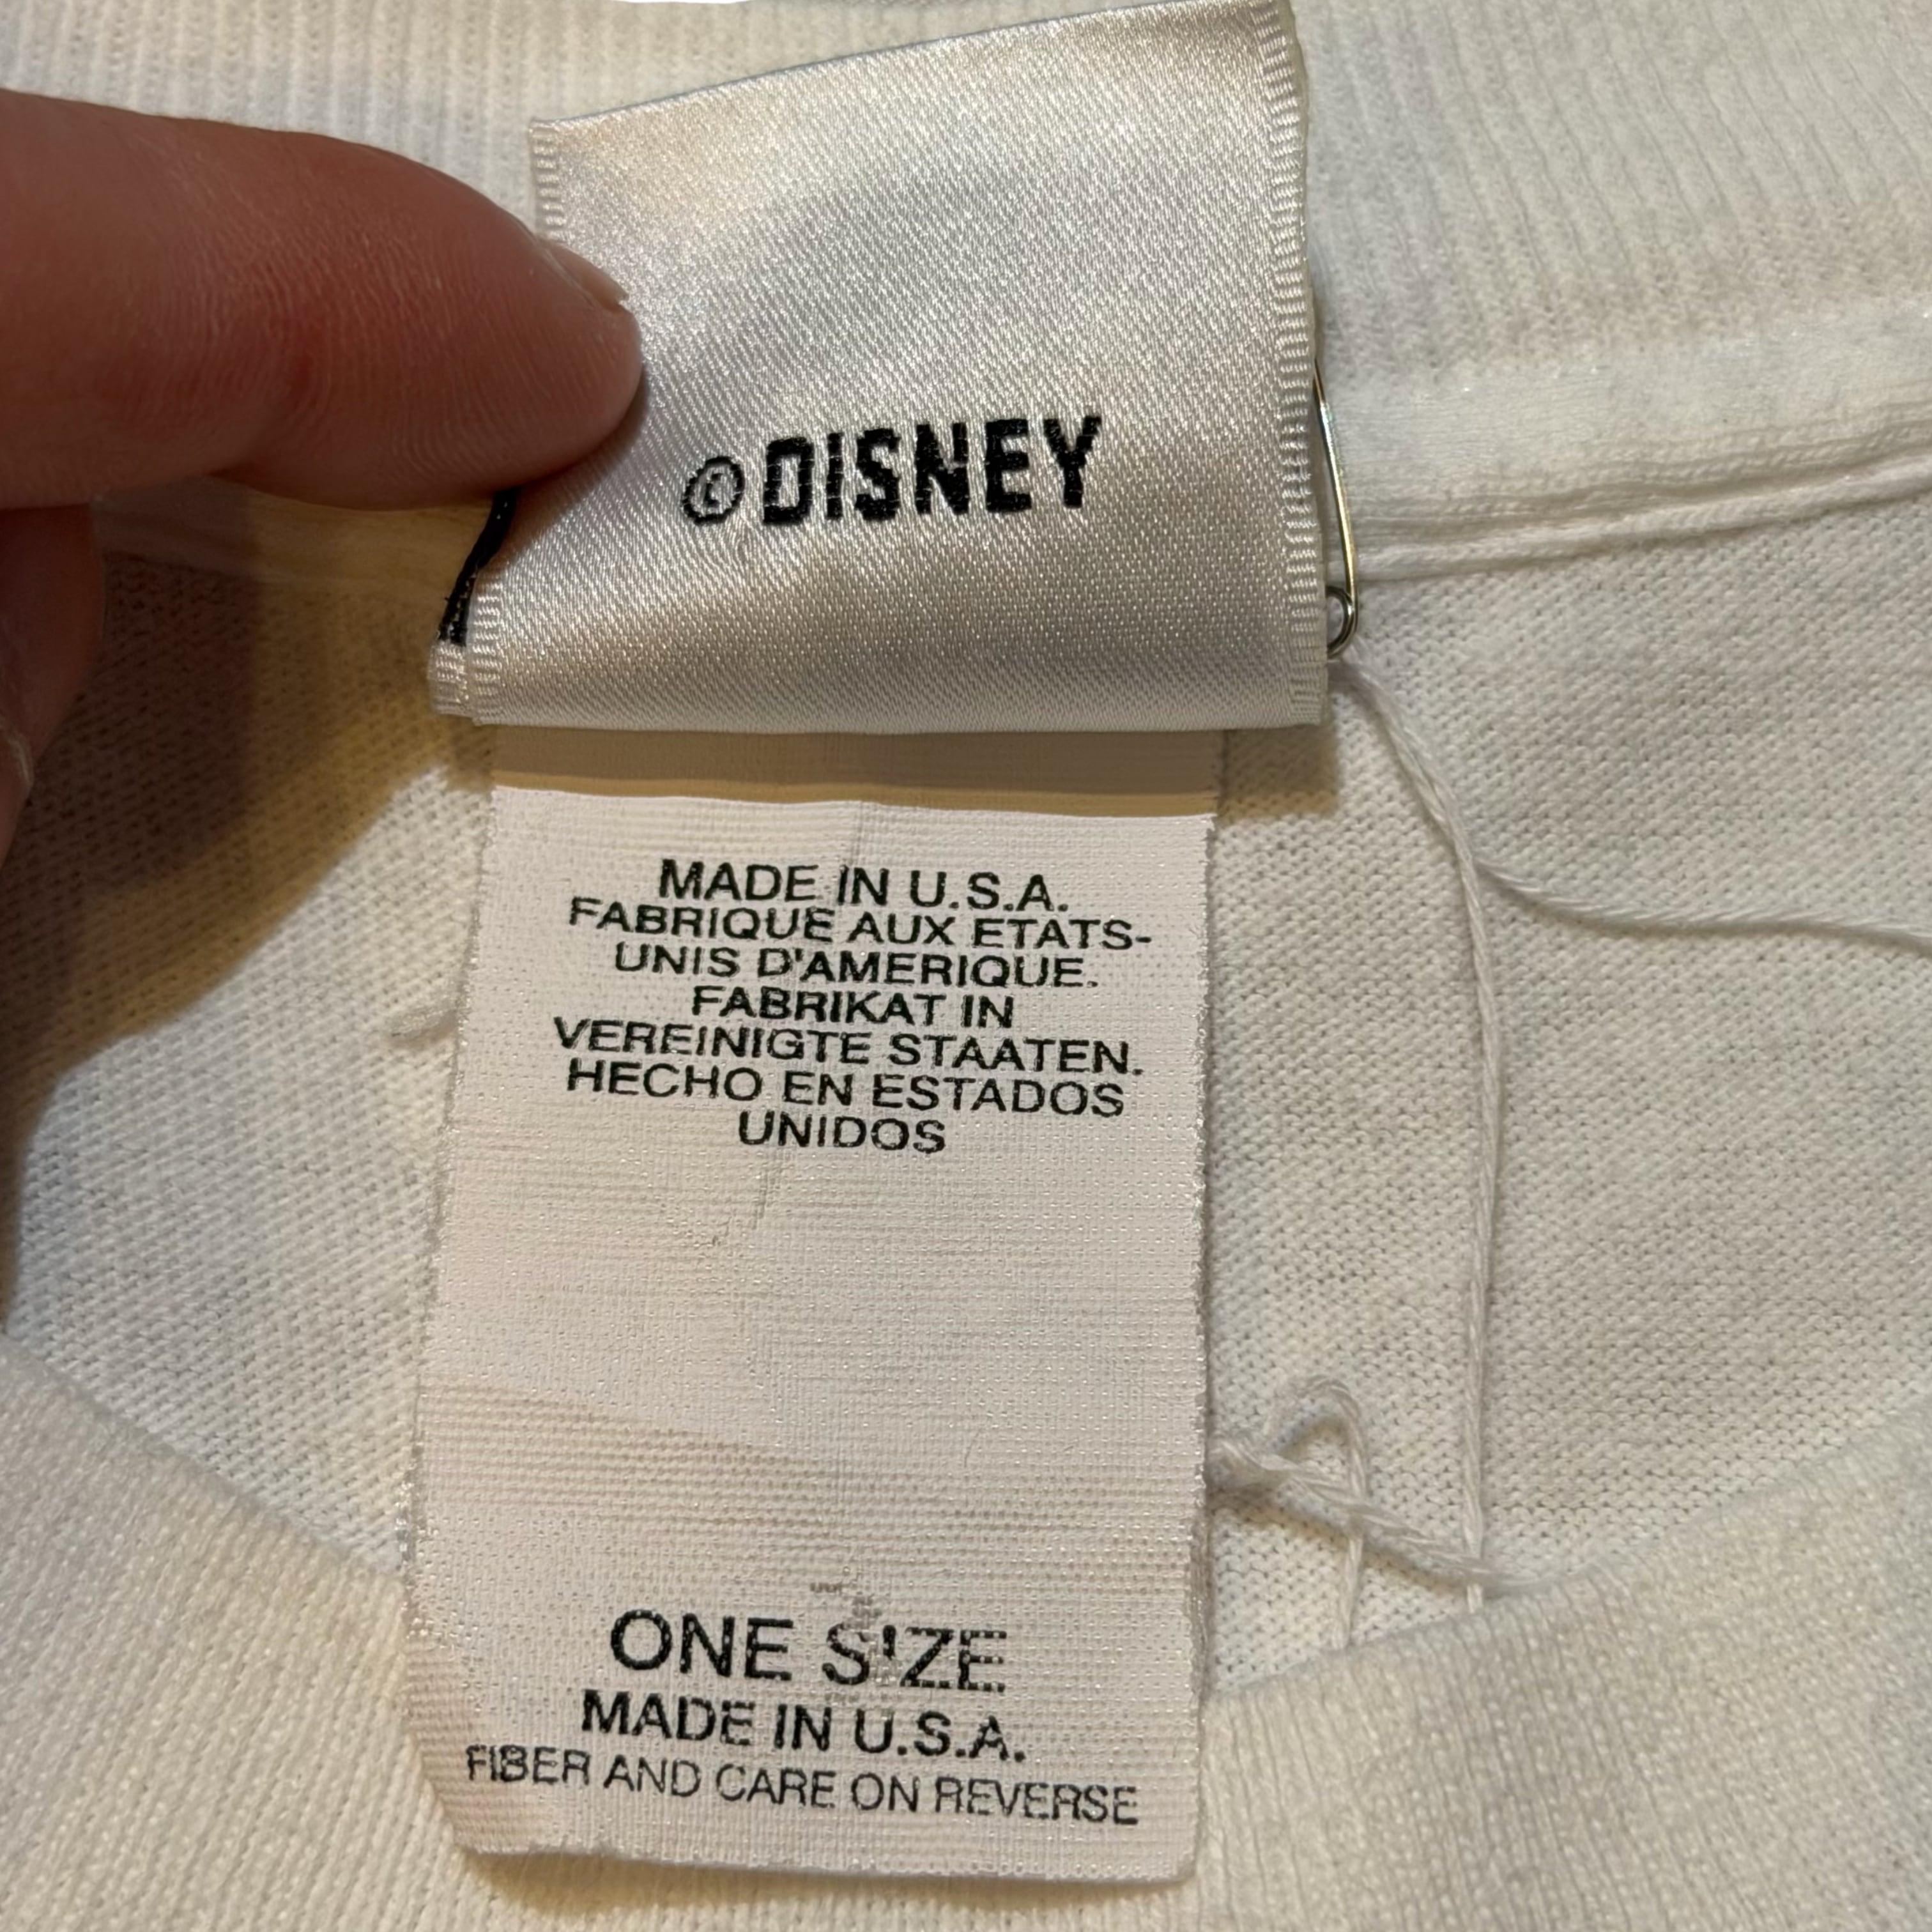 ©DISNEY
MADE IN U.S.A.
FABRIQUE AUX ETATS-
UNIS D'AMERIQUE.
FABRIKAT IN
VEREINIGTE STAATEN.
HECHO EN ESTADOS
UNIDOS
ONE SIZE
MADE IN U.S.A.
FIBER AND CARE ON REVERSE